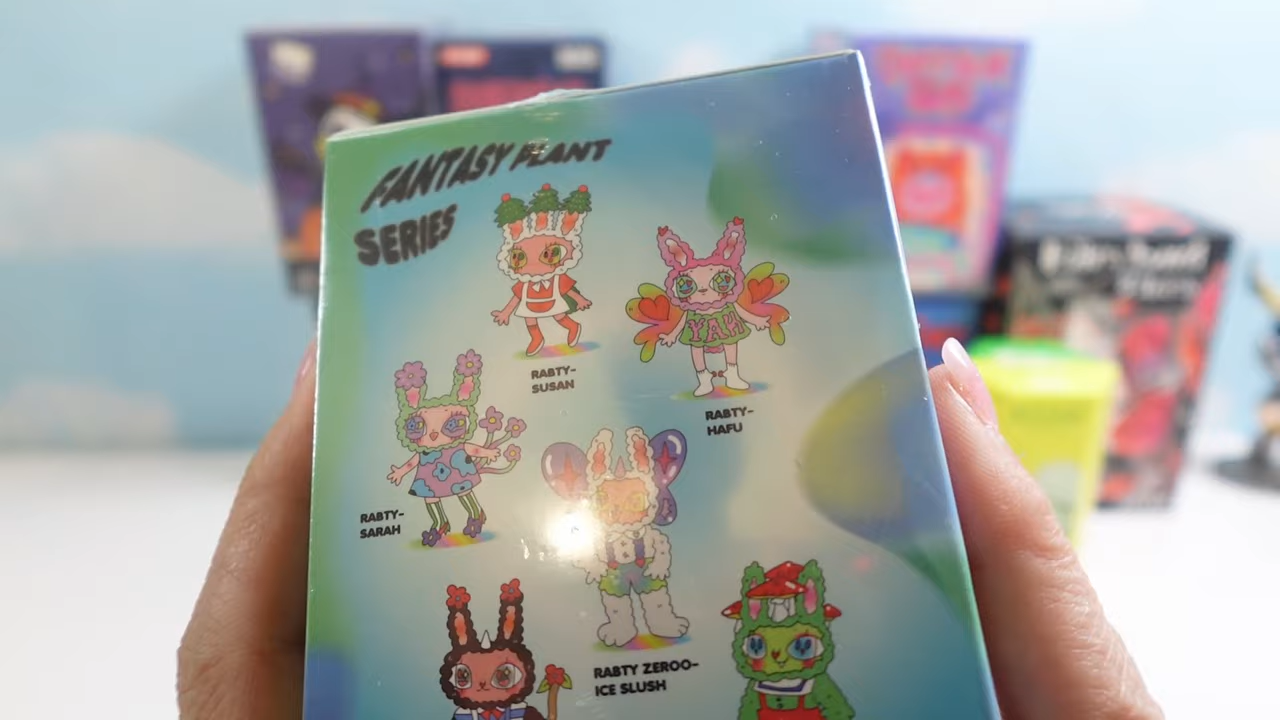 FANTASY PLANT
SERIES
RABTY-
SUSAN
YAH
RABTY-
HAFU
RABTY-
SARAH
RABTY ZEROO-
ICE SLUSH